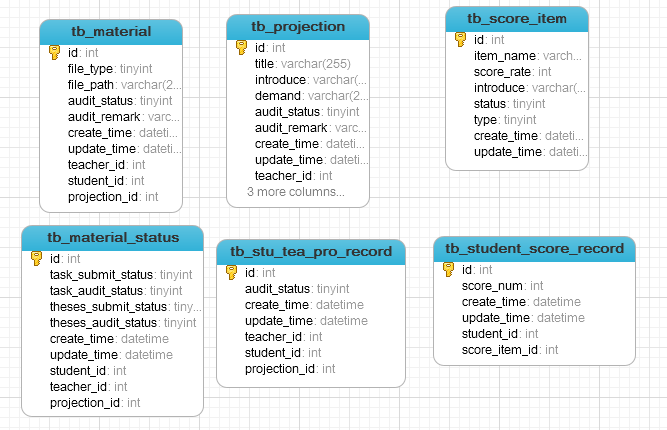 tb_material
id: int
file_type: tinyint
file_path: varchar(2...
audit_status: tinyint
audit_remark: varc...
create_time: dateti...
update_time: dateti...
teacher_id: int
student_id: int
projection_id: int
tb_projection
id: int
title: varchar(255)
introduce: varchar(...
demand: varchar(2...
audit_status: tinyint
audit_remark: varc...
create_time: dateti...
update_time: dateti...
teacher_id: int
3 more columns...
tb_score_item
id: int
item_name: varch...
score_rate: int
introduce: varchar(...
status: tinyint
type: tinyint
create_time: dateti...
update_time: dateti...
tb_material_status
id: int
task_submit_status: tinyint
task_audit_status: tinyint
theses_submit_status: tiny...
theses_audit_status: tinyint
create_time: datetime
update_time: datetime
student_id: int
teacher_id: int
projection_id: int
tb_stu_tea_pro_record
id: int
audit_status: tinyint
create_time: datetime
update_time: datetime
teacher_id: int
student_id: int
projection_id: int
tb_student_score_record
id: int
score_num: int
create_time: datetime
update_time: datetime
student_id: int
score_item_id: int